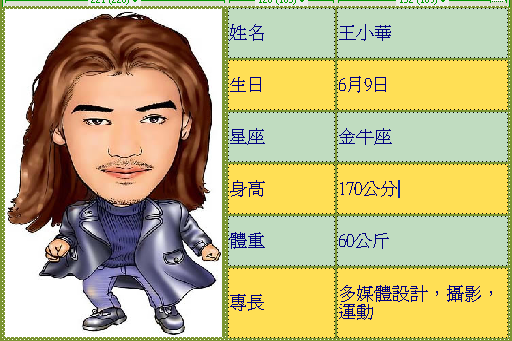 姓名 王小華
生日 6月9日
星座 金牛座
身高 170公分
體重 60公斤
專長 多媒體設計,攝影,
運動